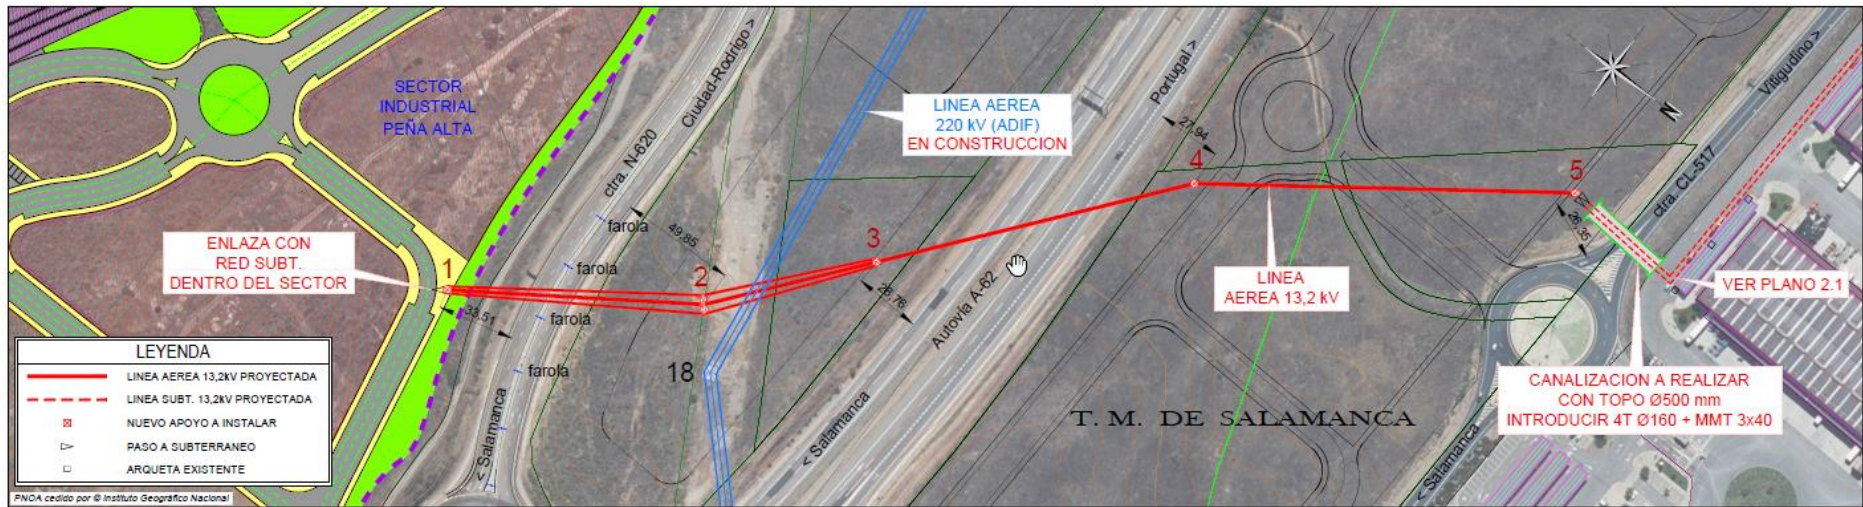 SECTOR
INDUSTRIAL
PEÑA ALTA
ctra. N-620
Ciudad-Rodrigo >
LINEA AEREA
220 kV (ADIF)
EN CONSTRUCCION
Portugal >
27,94
N
Vitigudino >
ctra. CL-517
ENLAZA CON
RED SUBT.
DENTRO DEL SECTOR
1
2
3
4
5
farola
farola
farola
farola
49,85
33,51
28,76
26,35
Autovía A-62
LINEA
AEREA 13,2 kV
VER PLANO 2.1
18
< Salamanca
< Salamanca
< Salamanca
T. M. DE SALAMANCA
CANALIZACION A REALIZAR
CON TOPO Ø500 mm
INTRODUCIR 4T Ø160 + MMT 3x40
LEYENDA
LINEA AEREA 13,2kV PROYECTADA
LINEA SUBT. 13,2kV PROYECTADA
NUEVO APOYO A INSTALAR
PASO A SUBTERRANEO
ARQUETA EXISTENTE
PNOA cedido por © Instituto Geográfico Nacional